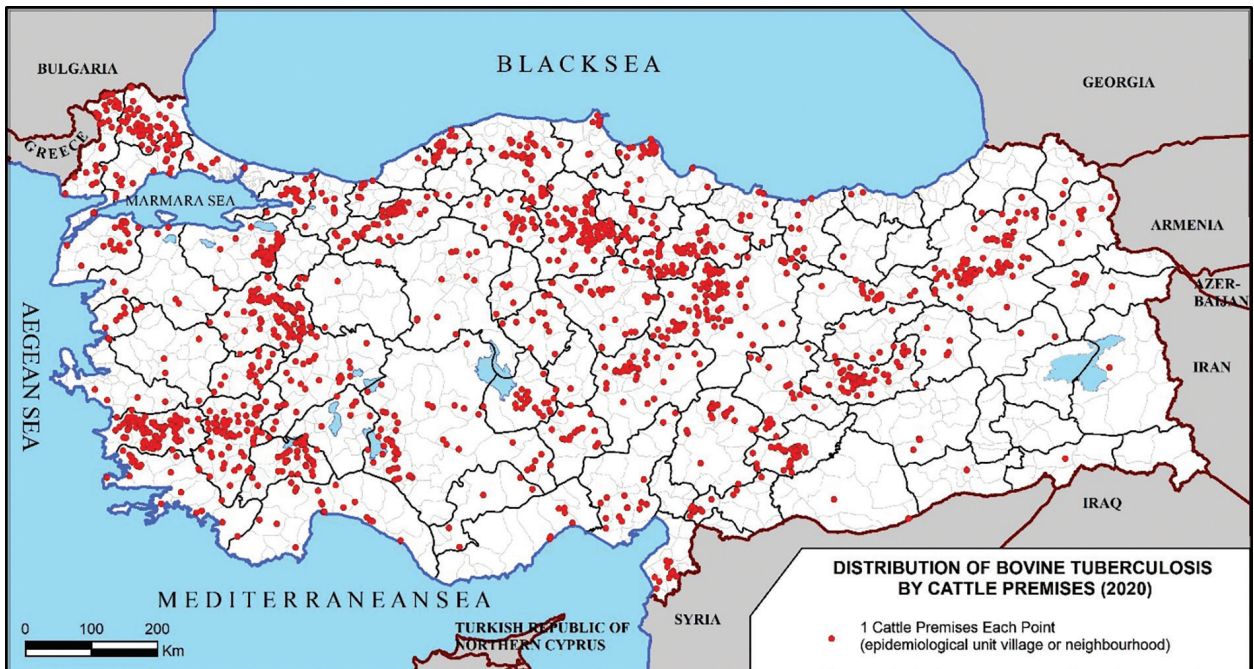 BULGARIA
BLACKSEA
GEORGIA
GREECE
MARMARA SEA
ARMENIA
AZER-
BAIJAN
AEGEAN SEA
IRAN
IRAQ
MEDITERRANEANSEA
SYRIA
TURKISH REPUBLIC OF
NORTHERN CYPRUS
0 100 200
Km
DISTRIBUTION OF BOVINE TUBERCULOSIS
BY CATTLE PREMISES (2020)
1 Cattle Premises Each Point
(epidemiological unit village or neighbourhood)